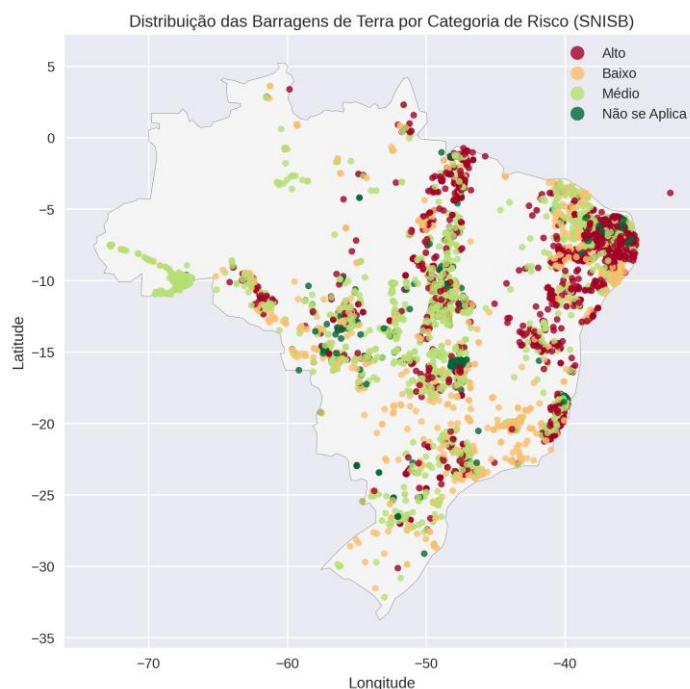 Distribuição das Barragens de Terra por Categoria de Risco (SNISB)
Alto
Baixo
Médio
Não se Aplica
5
0
−5
−10
−15
−20
−25
−30
−35
Latitude
−70
−60
−50
−40
Longitude